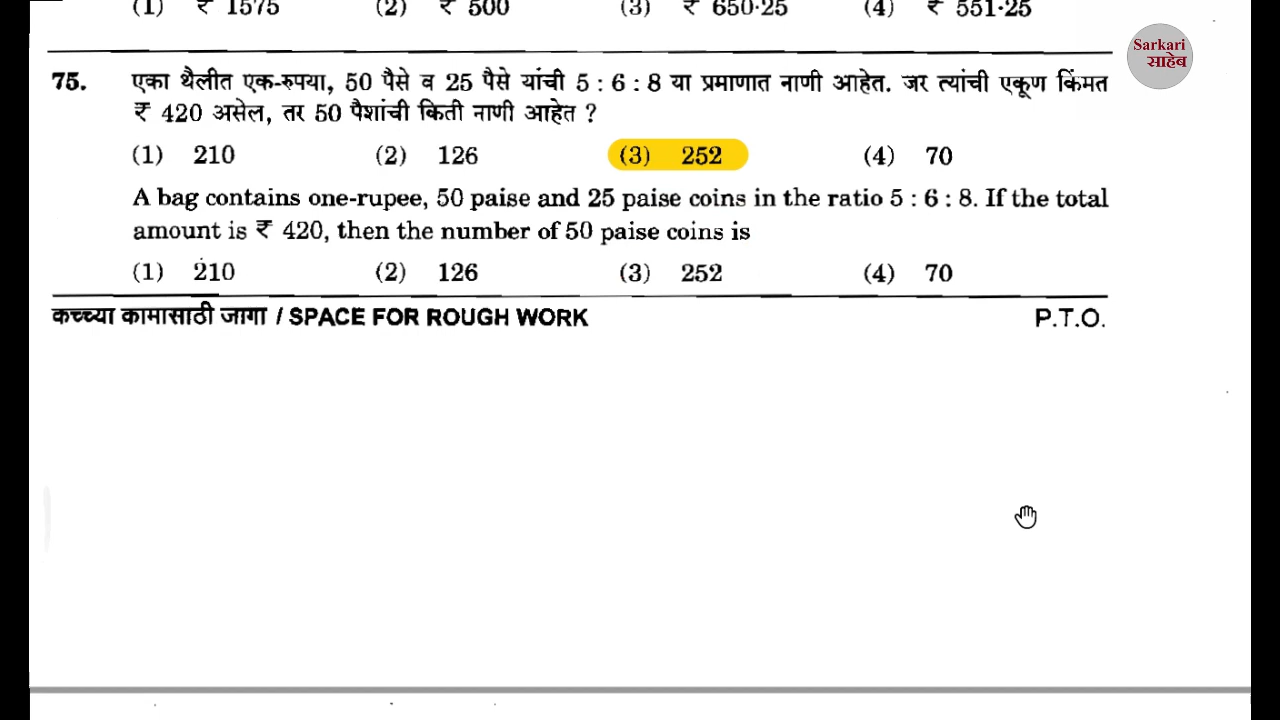 (1) ₹ 1575 (2) ₹ 500 (3) ₹ 650·25 (4) ₹ 551·25
Sarkari
साहेब
75. एका थैलीत एक-रुपया, 50 पैसे व 25 पैसे यांची 5 : 6 : 8 या प्रमाणात नाणी आहेत. जर त्यांची एकूण किंमत
₹ 420 असेल, तर 50 पैशांची किती नाणी आहेत ?
(1) 210 (2) 126 (3) 252 (4) 70
A bag contains one-rupee, 50 paise and 25 paise coins in the ratio 5 : 6 : 8. If the total
amount is ₹ 420, then the number of 50 paise coins is
(1) 210 (2) 126 (3) 252 (4) 70
कच्च्या कामासाठी जागा / SPACE FOR ROUGH WORK P.T.O.